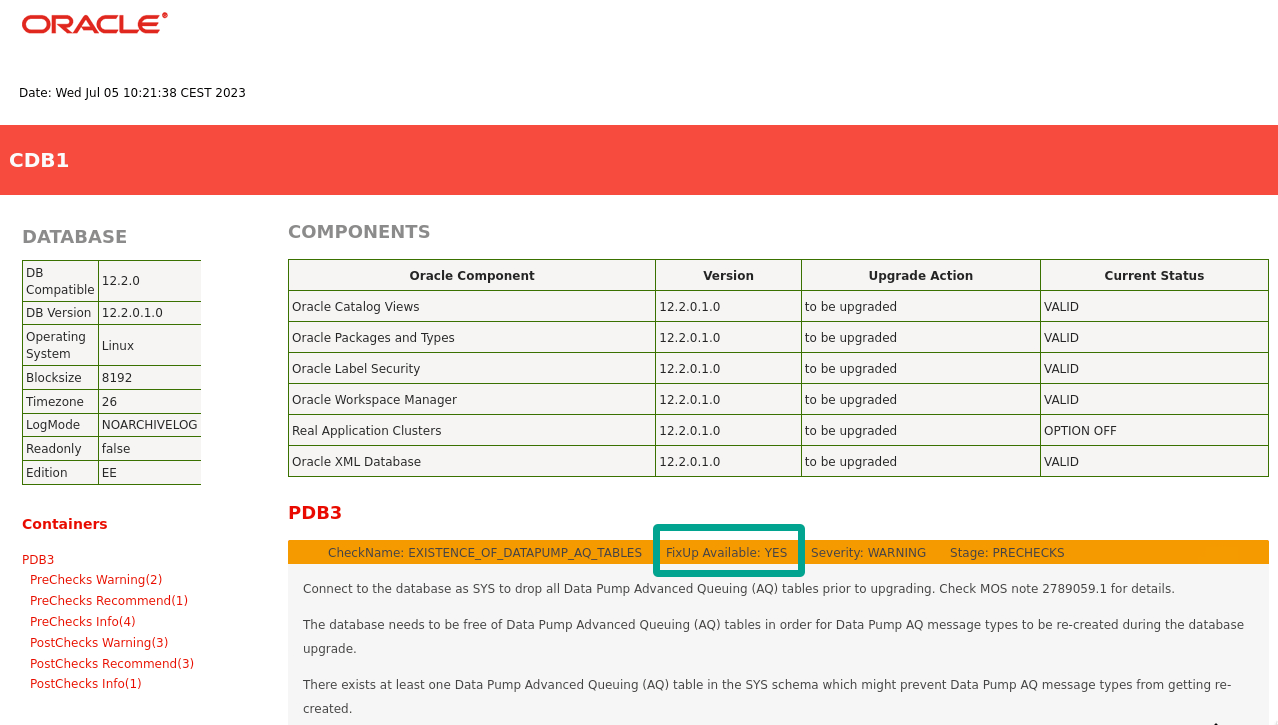 ORACLE®
Date: Wed Jul 05 10:21:38 CEST 2023
CDB1
DATABASE
DB
Compatible 12.2.0
DB Version 12.2.0.1.0
Operating
System Linux
Blocksize 8192
Timezone 26
LogMode NOARCHIVELOG
Readonly false
Edition EE
Containers
PDB3
PreChecks Warning(2)
PreChecks Recommend(1)
PreChecks Info(4)
PostChecks Warning(3)
PostChecks Recommend(3)
PostChecks Info(1)
COMPONENTS
Oracle Component Version Upgrade Action Current Status
Oracle Catalog Views 12.2.0.1.0 to be upgraded VALID
Oracle Packages and Types 12.2.0.1.0 to be upgraded VALID
Oracle Label Security 12.2.0.1.0 to be upgraded VALID
Oracle Workspace Manager 12.2.0.1.0 to be upgraded VALID
Real Application Clusters 12.2.0.1.0 to be upgraded OPTION OFF
Oracle XML Database 12.2.0.1.0 to be upgraded VALID
PDB3
CheckName: EXISTENCE_OF_DATAPUMP_AQ_TABLES FixUp Available: YES Severity: WARNING Stage: PRECHECKS
Connect to the database as SYS to drop all Data Pump Advanced Queuing (AQ) tables prior to upgrading. Check MOS note 2789059.1 for details.
The database needs to be free of Data Pump Advanced Queuing (AQ) tables in order for Data Pump AQ message types to be re-created during the database
upgrade.
There exists at least one Data Pump Advanced Queuing (AQ) table in the SYS schema which might prevent Data Pump AQ message types from getting re-
created.